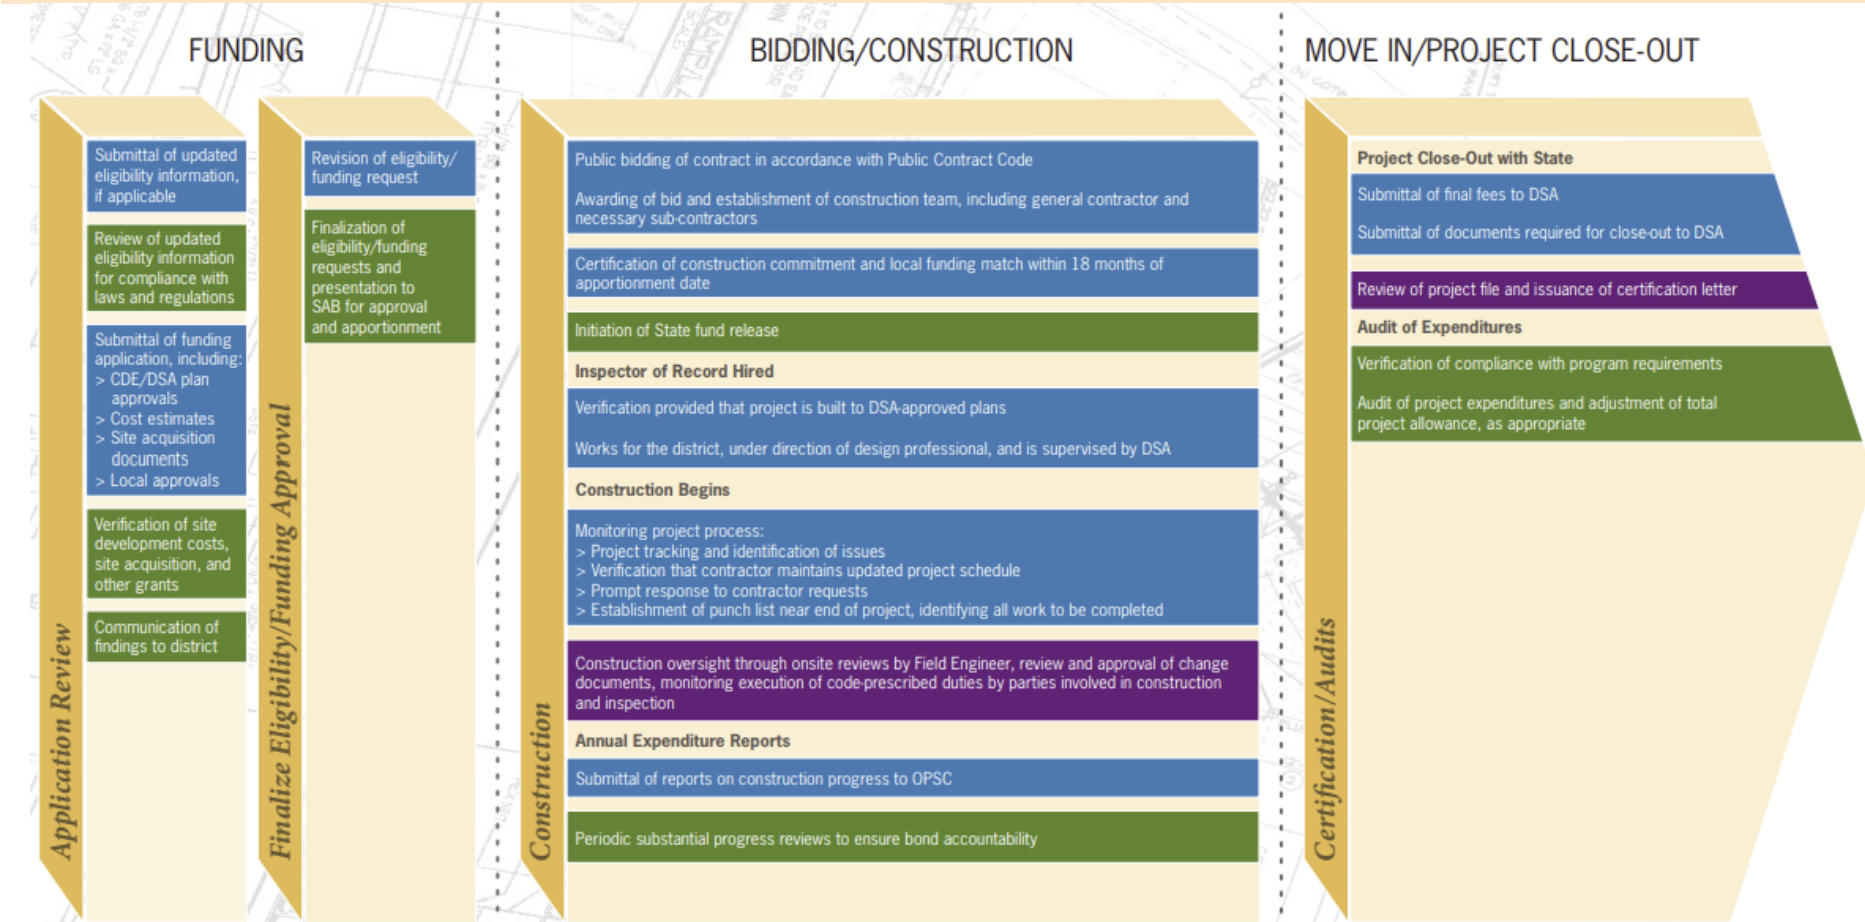 FUNDING
Application Review
Submittal of updated
eligibility information,
if applicable
Review of updated
eligibility information
for compliance with
laws and regulations
Submittal of funding
application, including:
> CDE/DSA plan
approvals
> Cost estimates
> Site acquisition
documents
> Local approvals
Verification of site
development costs,
site acquisition, and
other grants
Communication of
findings to district
Finalize Eligibility/Funding Approval
Revision of eligibility/
funding request
Finalization of
eligibility/funding
requests and
presentation to
SAB for approval
and apportionment
BIDDING/CONSTRUCTION
Construction
Public bidding of contract in accordance with Public Contract Code
Awarding of bid and establishment of construction team, including general contractor and
necessary sub-contractors
Certification of construction commitment and local funding match within 18 months of
apportionment date
Initiation of State fund release
Inspector of Record Hired
Verification provided that project is built to DSA-approved plans
Works for the district, under direction of design professional, and is supervised by DSA
Construction Begins
Monitoring project process:
> Project tracking and identification of issues
> Verification that contractor maintains updated project schedule
> Prompt response to contractor requests
> Establishment of punch list near end of project, identifying all work to be completed
Construction oversight through onsite reviews by Field Engineer, review and approval of change
documents, monitoring execution of code-prescribed duties by parties involved in construction
and inspection
Annual Expenditure Reports
Submittal of reports on construction progress to OPSC
Periodic substantial progress reviews to ensure bond accountability
MOVE IN/PROJECT CLOSE-OUT
Certification/Audits
Project Close-Out with State
Submittal of final fees to DSA
Submittal of documents required for close-out to DSA
Review of project file and issuance of certification letter
Audit of Expenditures
Verification of compliance with program requirements
Audit of project expenditures and adjustment of total
project allowance, as appropriate